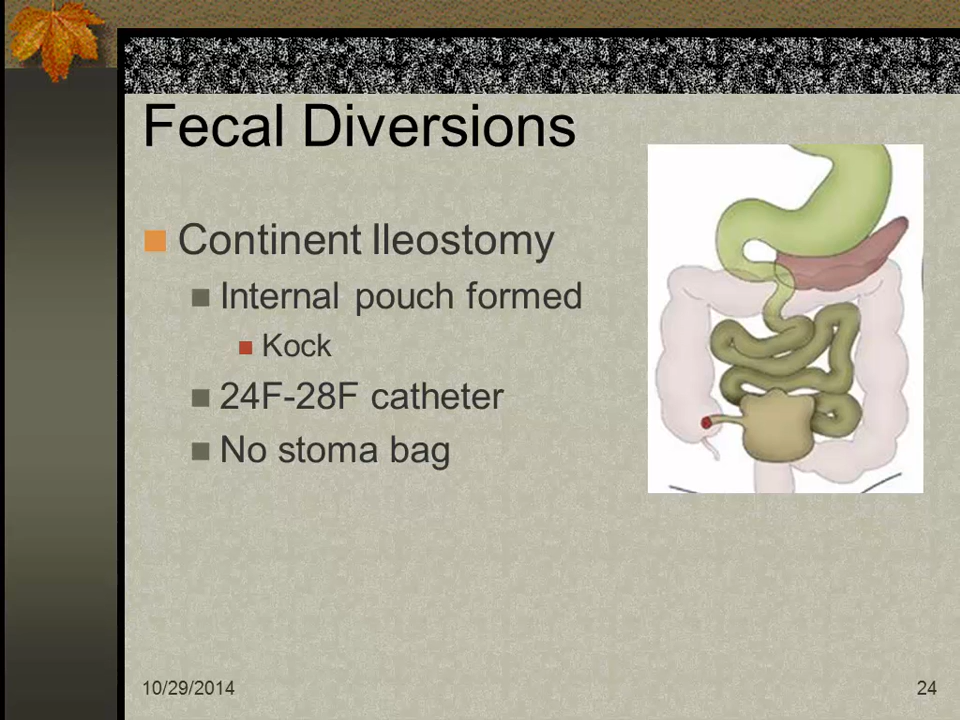 Fecal Diversions
Continent Ileostomy
Internal pouch formed
Kock
24F-28F catheter
No stoma bag
10/29/2014
24